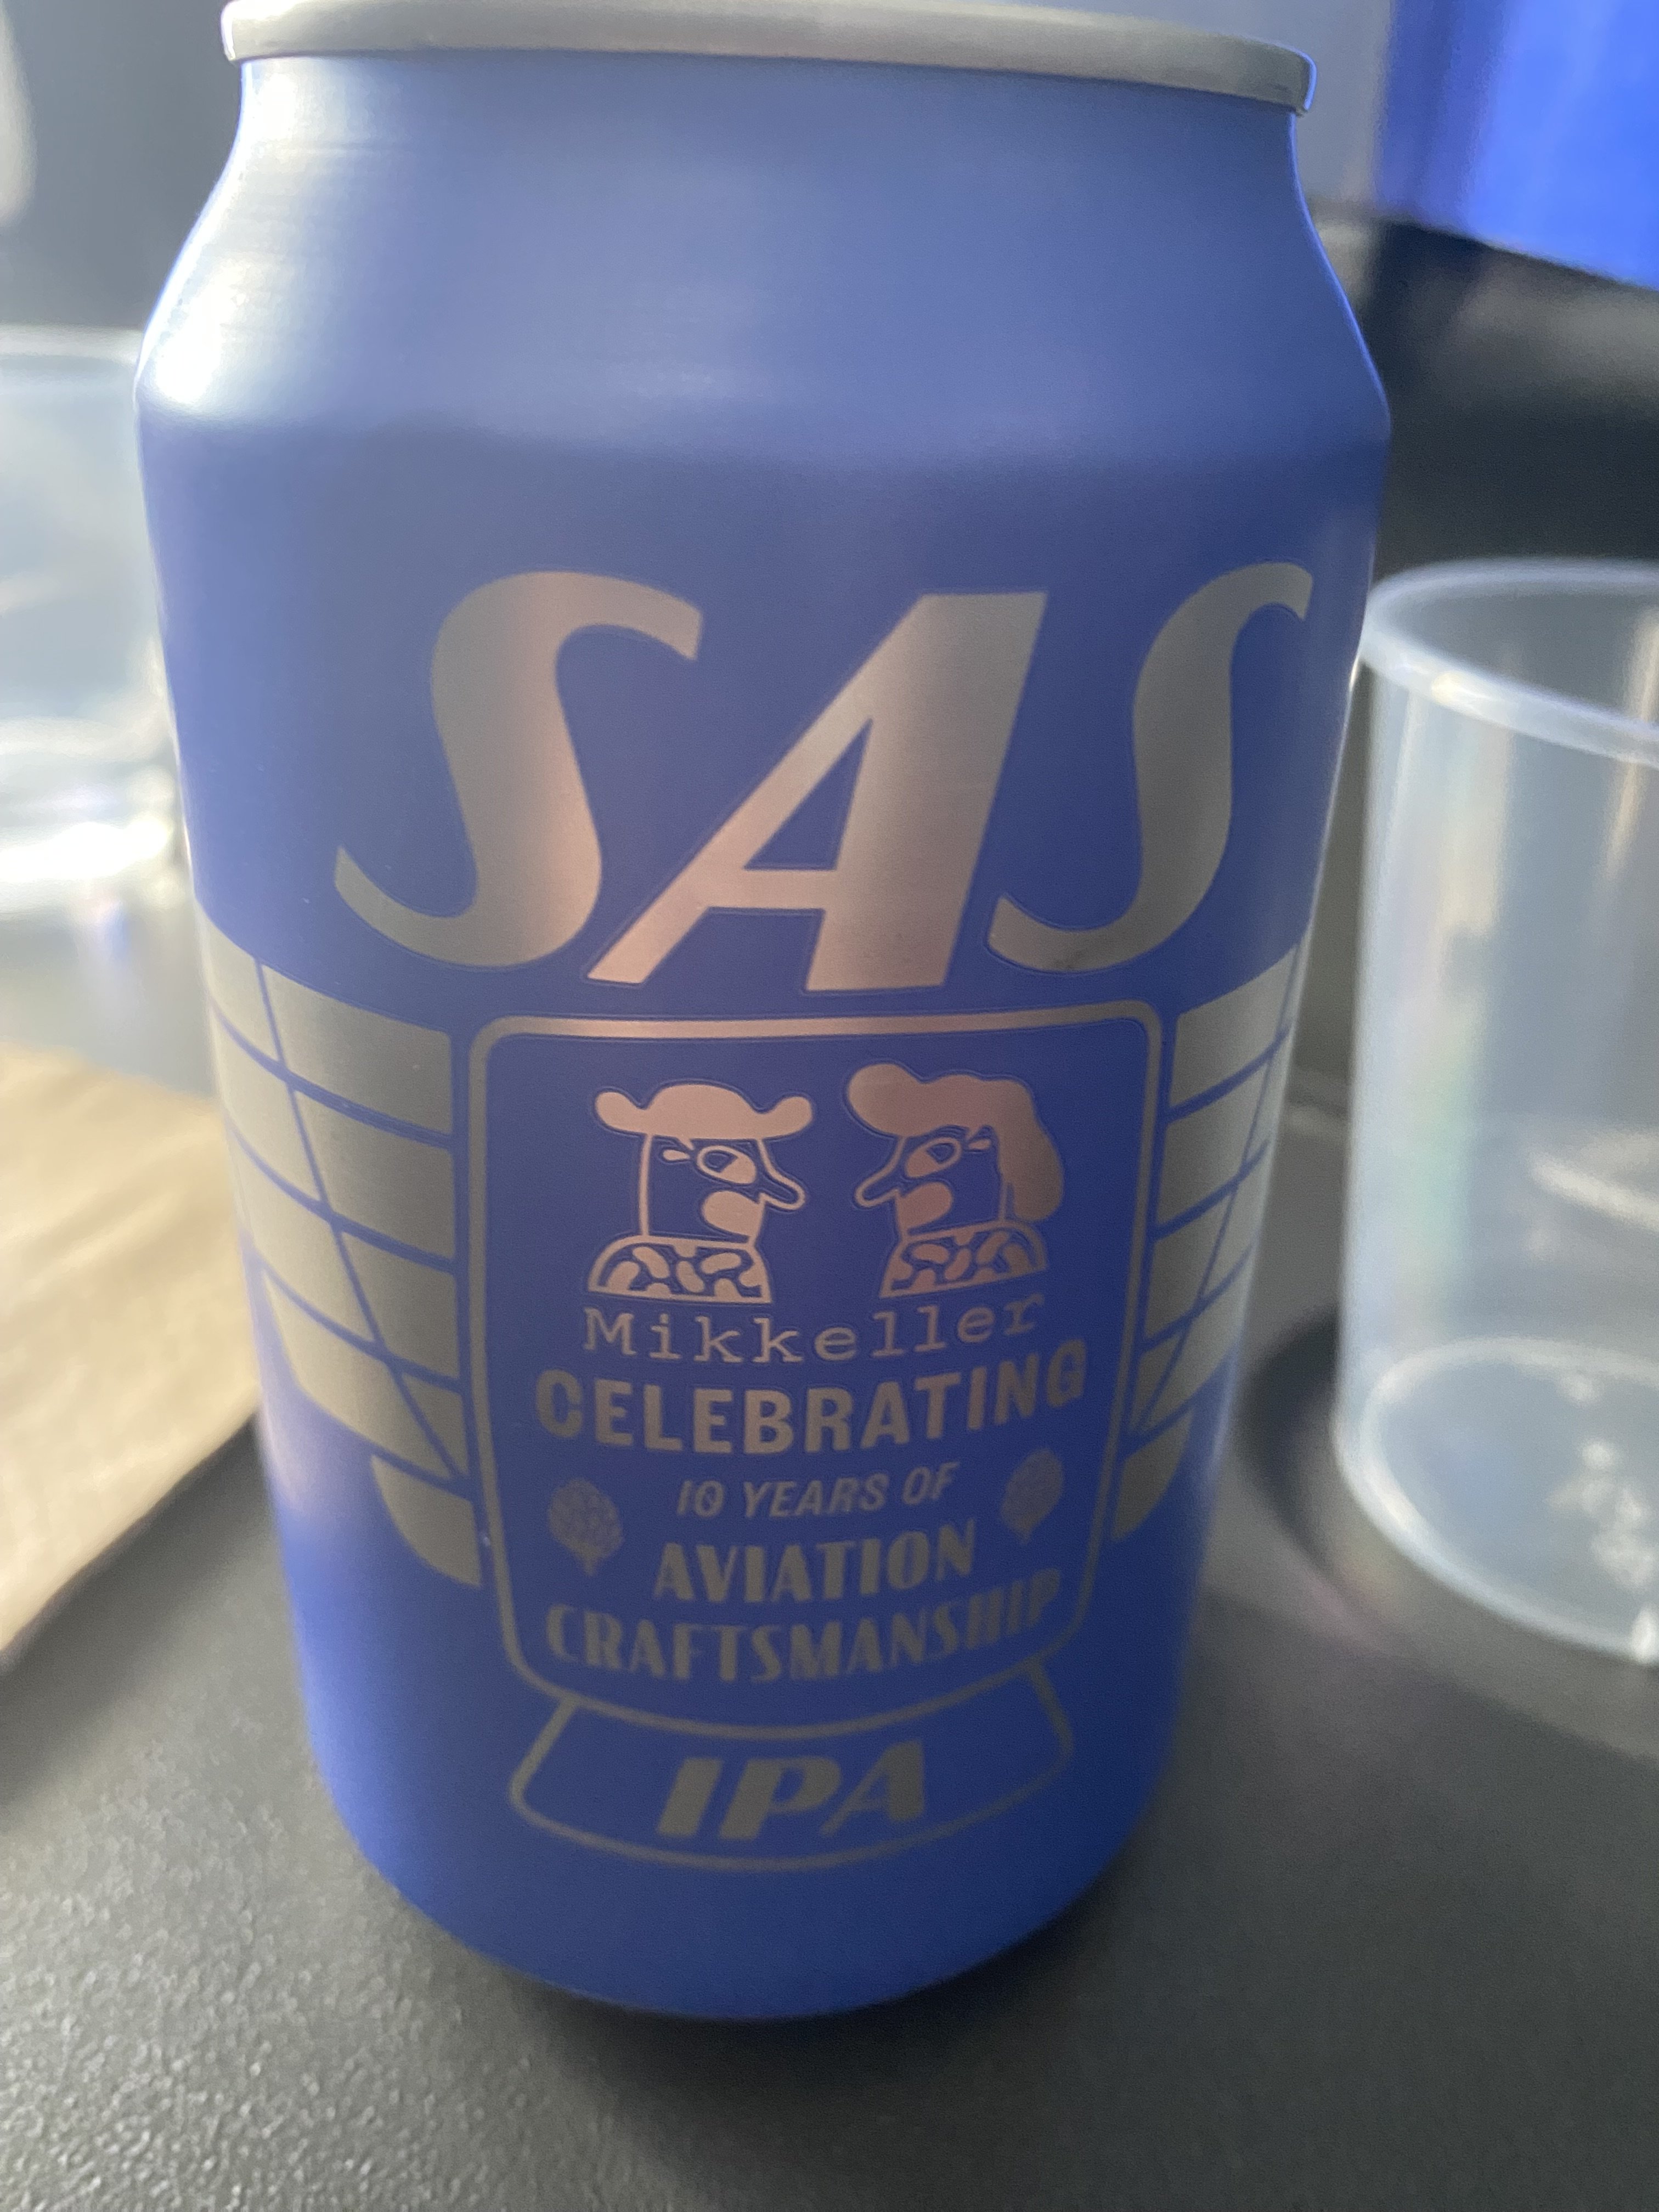 SAS
Mikkeller
CELEBRATING
10 YEARS OF
AVIATION
CRAFTSMANSHIP
IPA